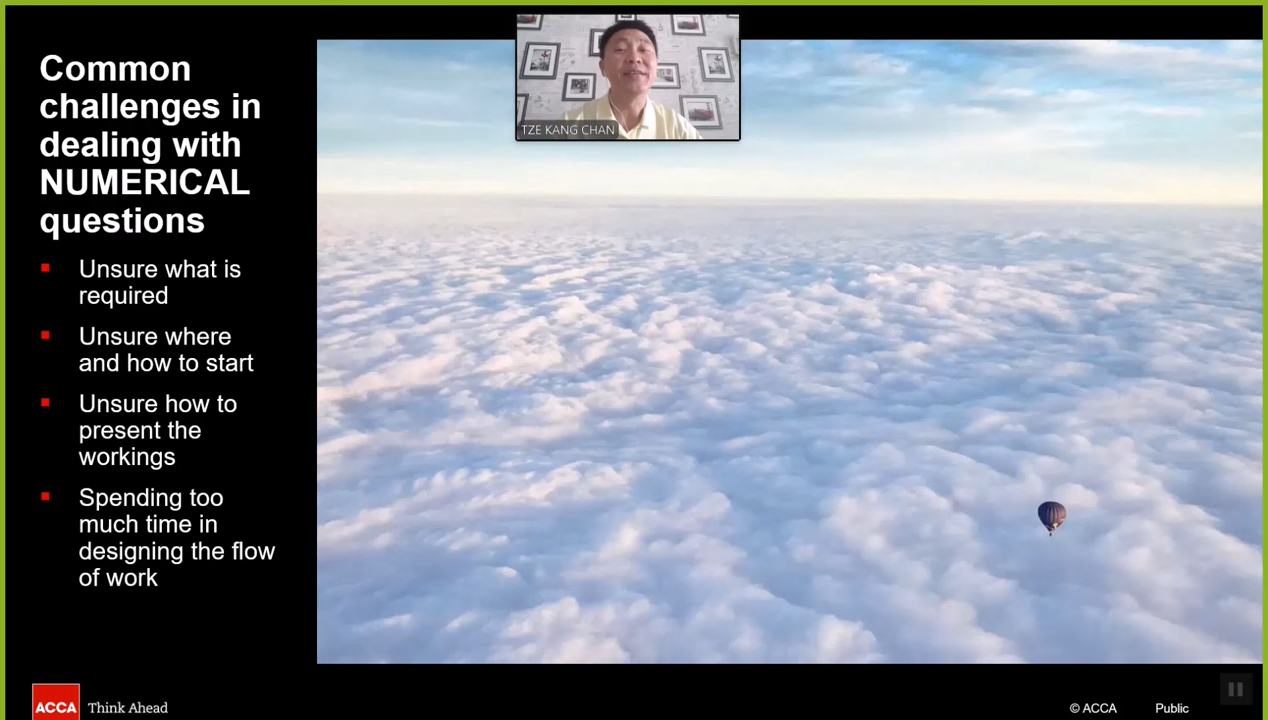 Common
challenges in
dealing with
NUMERICAL
questions
Unsure what is
required
Unsure where
and how to start
Unsure how to
present the
workings
Spending too
much time in
designing the flow
of work
TZE KANG CHAN
ACCA
Think Ahead
© ACCA
Public